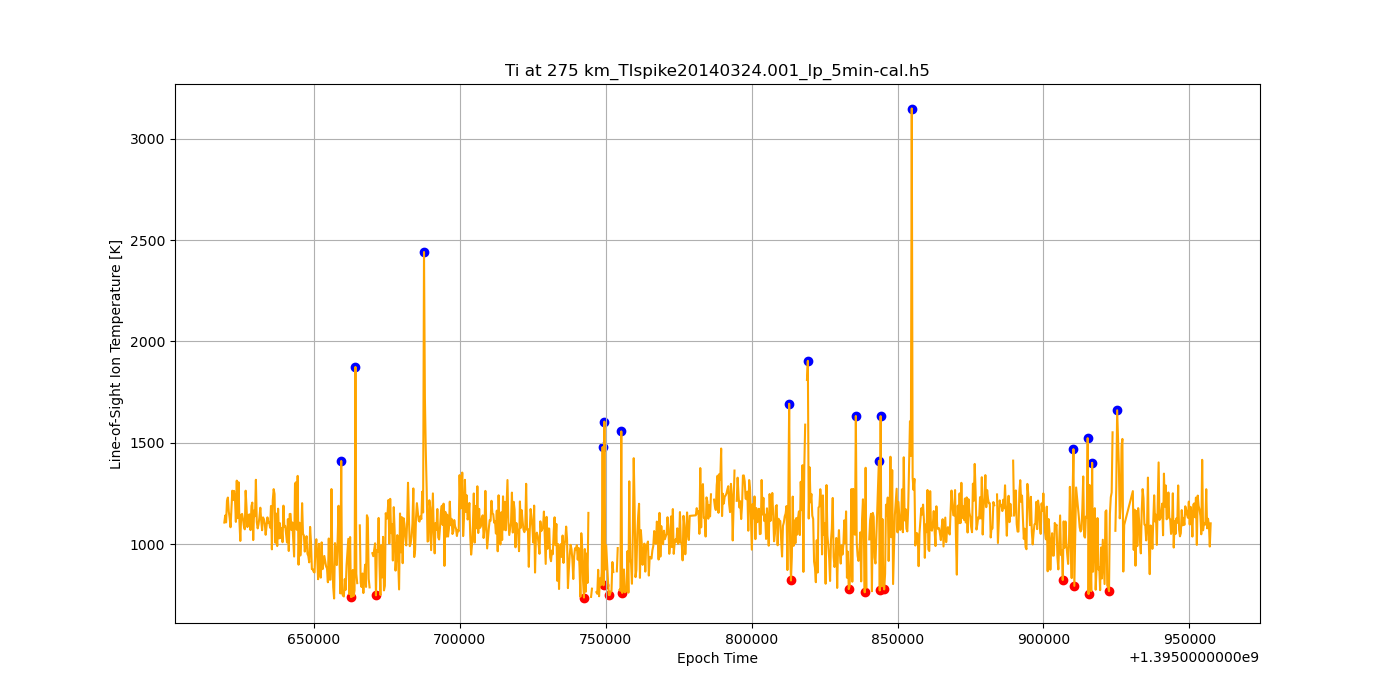 Ti at 275 km_TIspike20140324.001_lp_5min-cal.h5
Line-of-Sight Ion Temperature [K]
3000
2500
2000
1500
1000
650000 700000 750000 800000 850000 900000 950000
Epoch Time
+1.3950000000e9